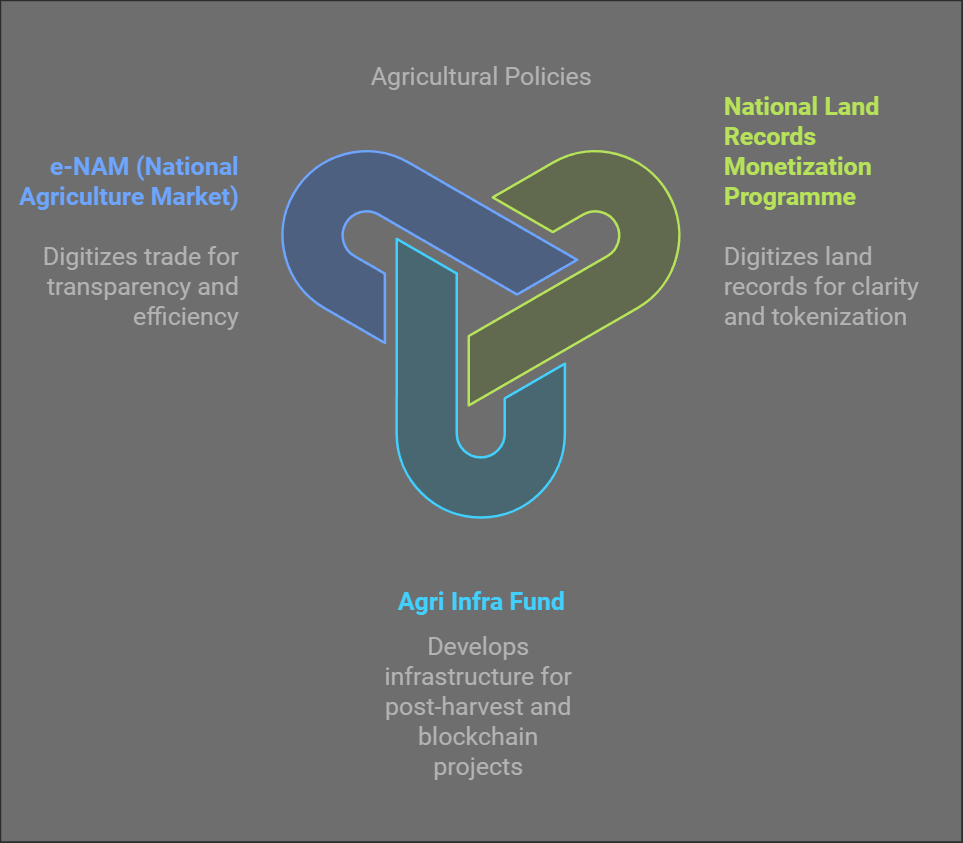 Agricultural Policies
e-NAM (National
Agriculture Market)
Digitizes trade for
transparency and
efficiency
National Land
Records
Monetization
Programme
Digitizes land
records for clarity
and tokenization
Agri Infra Fund
Develops
infrastructure for
post-harvest and
blockchain
projects